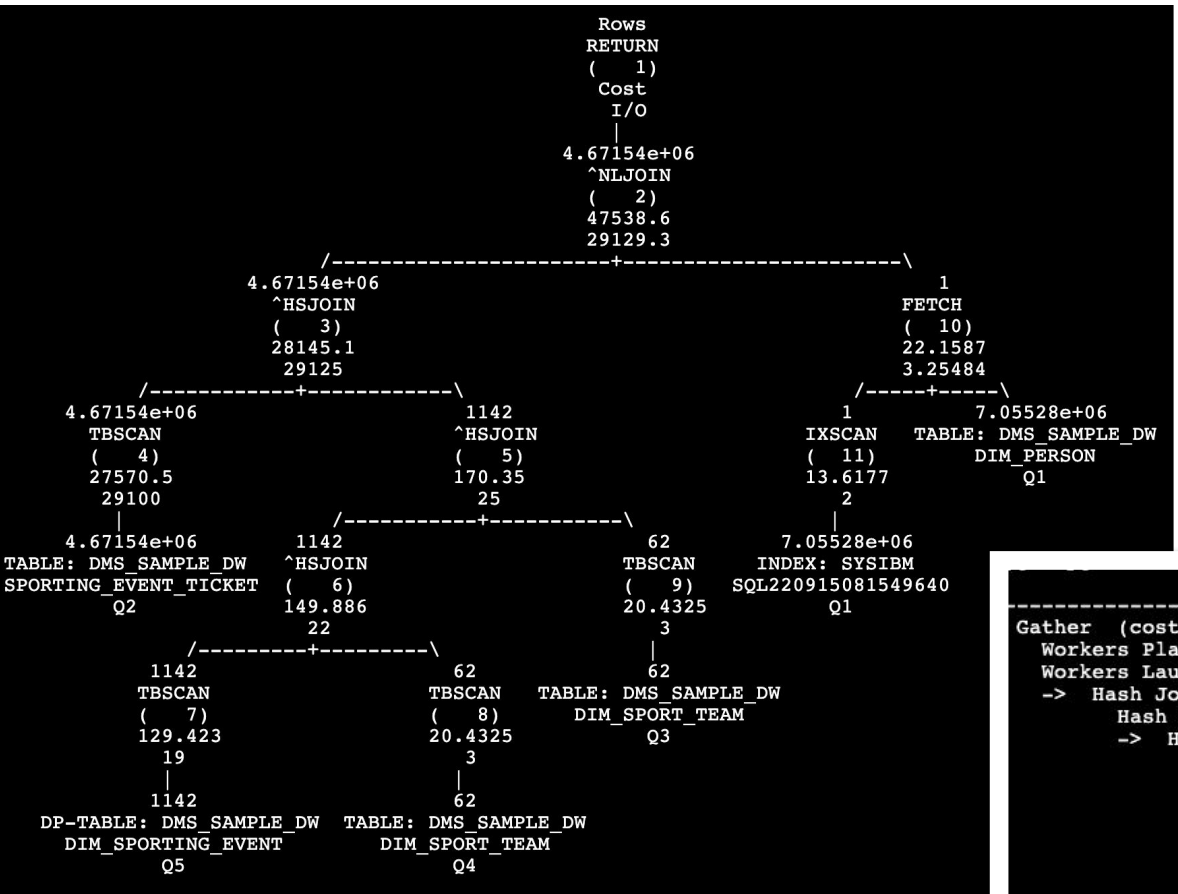 Rows
RETURN
(   1)
Cost
I/O
|
4.67154e+06
^NLJOIN
(   2)
47538.6
29129.3
/-----------------------+-----------------------\
4.67154e+06 1
^HSJOIN FETCH
(   3) (  10)
28145.1 22.1587
29125 3.25484
/------------+------------\ /-----+-----\
4.67154e+06 1142 1 7.05528e+06
TBSCAN ^HSJOIN IXSCAN TABLE: DMS_SAMPLE_DW
(   4) (   5) (  11) DIM_PERSON
27570.5 170.35 13.6177 Q1
29100 25 2
| /-----------+-----------\ |
4.67154e+06 1142 62 7.05528e+06
TABLE: DMS_SAMPLE_DW ^HSJOIN TBSCAN INDEX: SYSIBM
SPORTING_EVENT_TICKET (   6) (   9) SQL220915081549640
Q2 149.886 20.4325 Q1
22 3
/---------+---------\ |
1142 62 62
TBSCAN TBSCAN TABLE: DMS_SAMPLE_DW
(   7) (   8) DIM_SPORT_TEAM
129.423 20.4325 Q3
19 3
| |
1142 62
DP-TABLE: DMS_SAMPLE_DW TABLE: DMS_SAMPLE_DW
DIM_SPORTING_EVENT DIM_SPORT_TEAM
Q5 Q4
Gather  (cost
Workers Pla
Workers Lau
->  Hash Jo
Hash
->  H